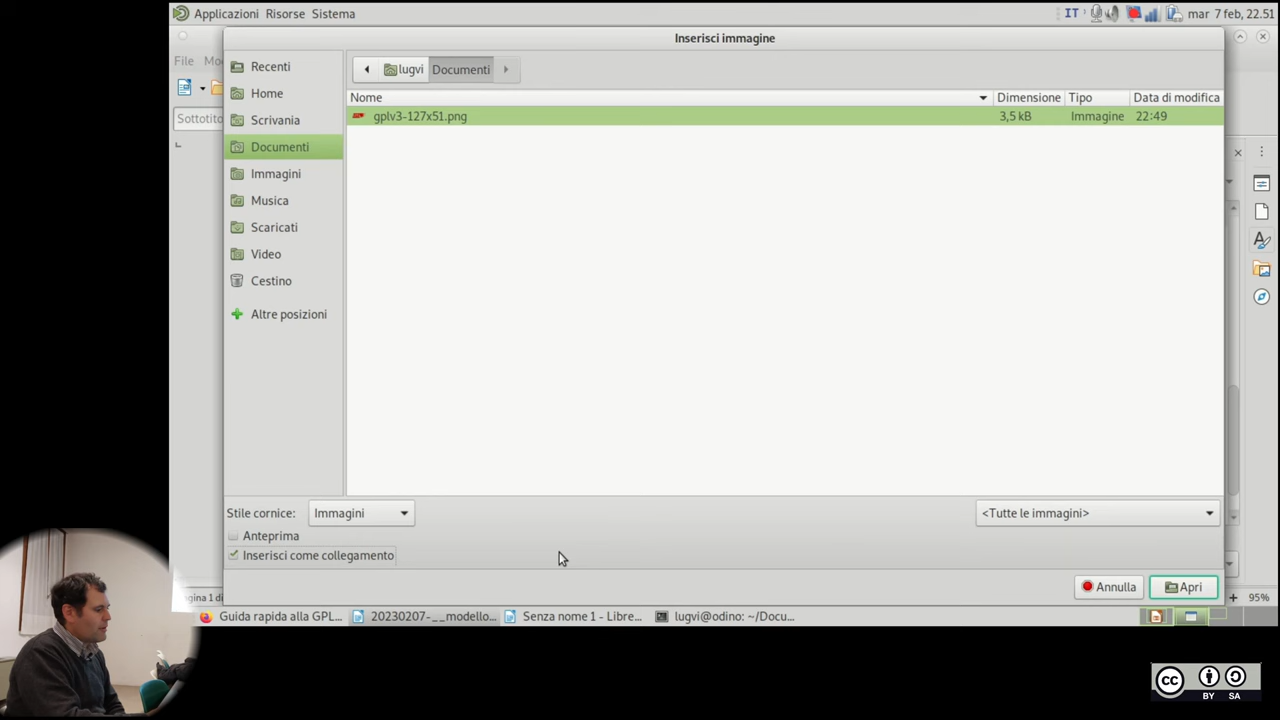 Applicazioni Risorse Sistema
IT
mar 7 feb, 22.51
Inserisci immagine
File
Recenti
lugvi Documenti
Home
Nome Dimensione Tipo Data di modifica
gplv3-127x51.png 3,5 kB Immagine 22:49
Scrivania
Sottotito
Documenti
Immagini
Musica
Scaricati
Video
Cestino
Altre posizioni
Stile cornice: Immagini
<Tutte le immagini>
Anteprima
Inserisci come collegamento
Annulla
Apri
95%
Guida rapida alla GPL...
20230207-__modello...
Senza nome 1 - Libre...
lugvi@odino: ~/Docu...
cc
BY SA